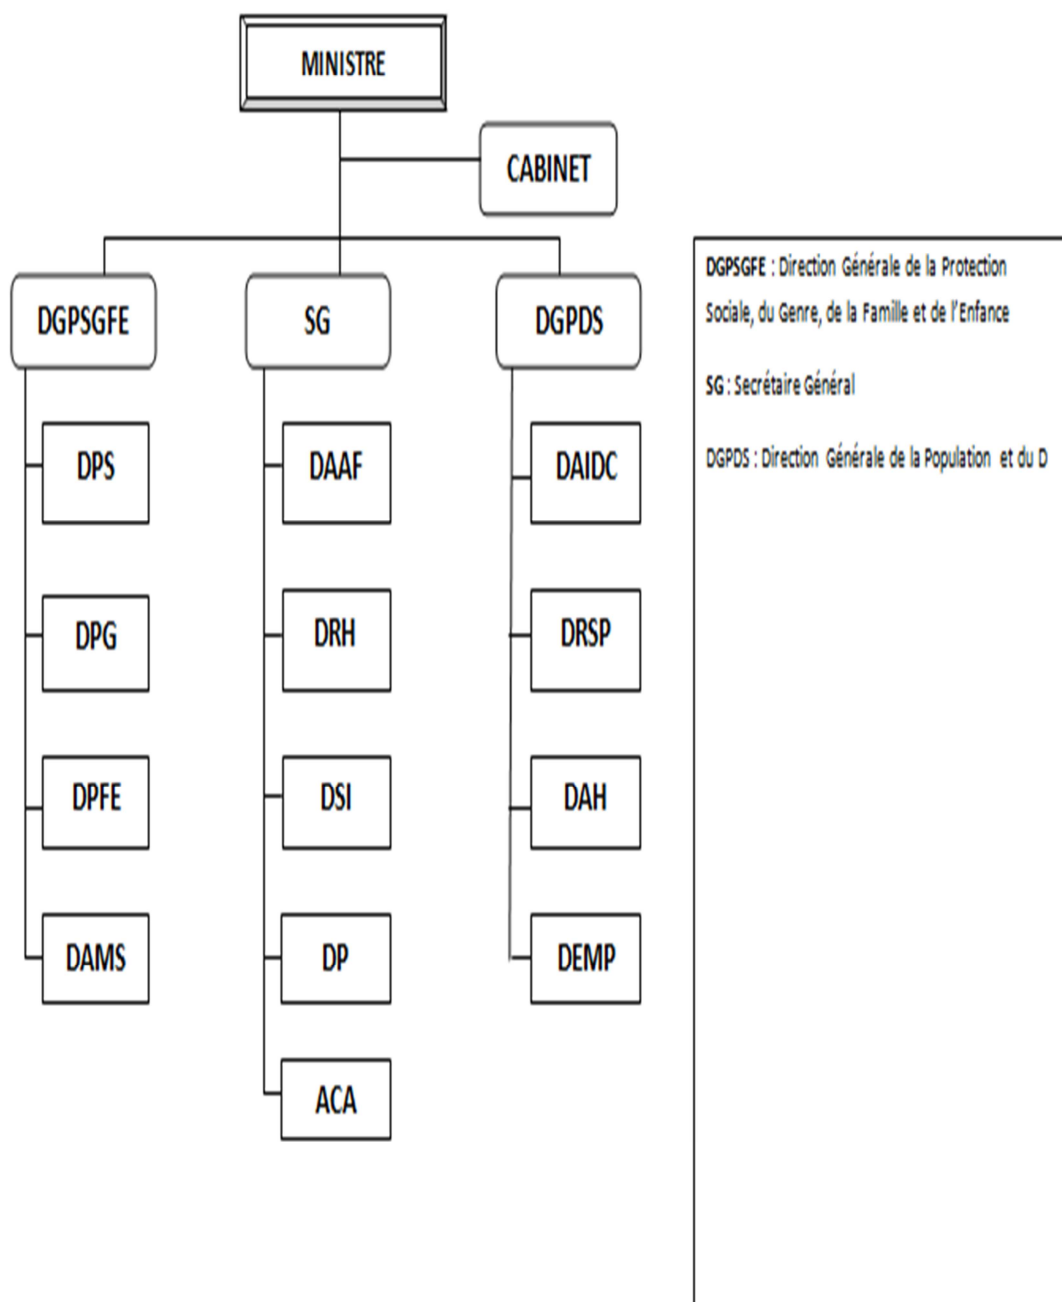 MINISTRE
CABINET
DGPSGFE
SG
DGPDS
DPS
DAAF
DAIDC
DPG
DRH
DRSP
DPFE
DSI
DAH
DAMS
DP
DEMP
ACA
DGPSGFE : Direction Générale de la Protection
Sociale, du Genre, de la Famille et de l'Enfance
SG : Secrétaire Général
DGPDS : Direction Générale de la Population et du D